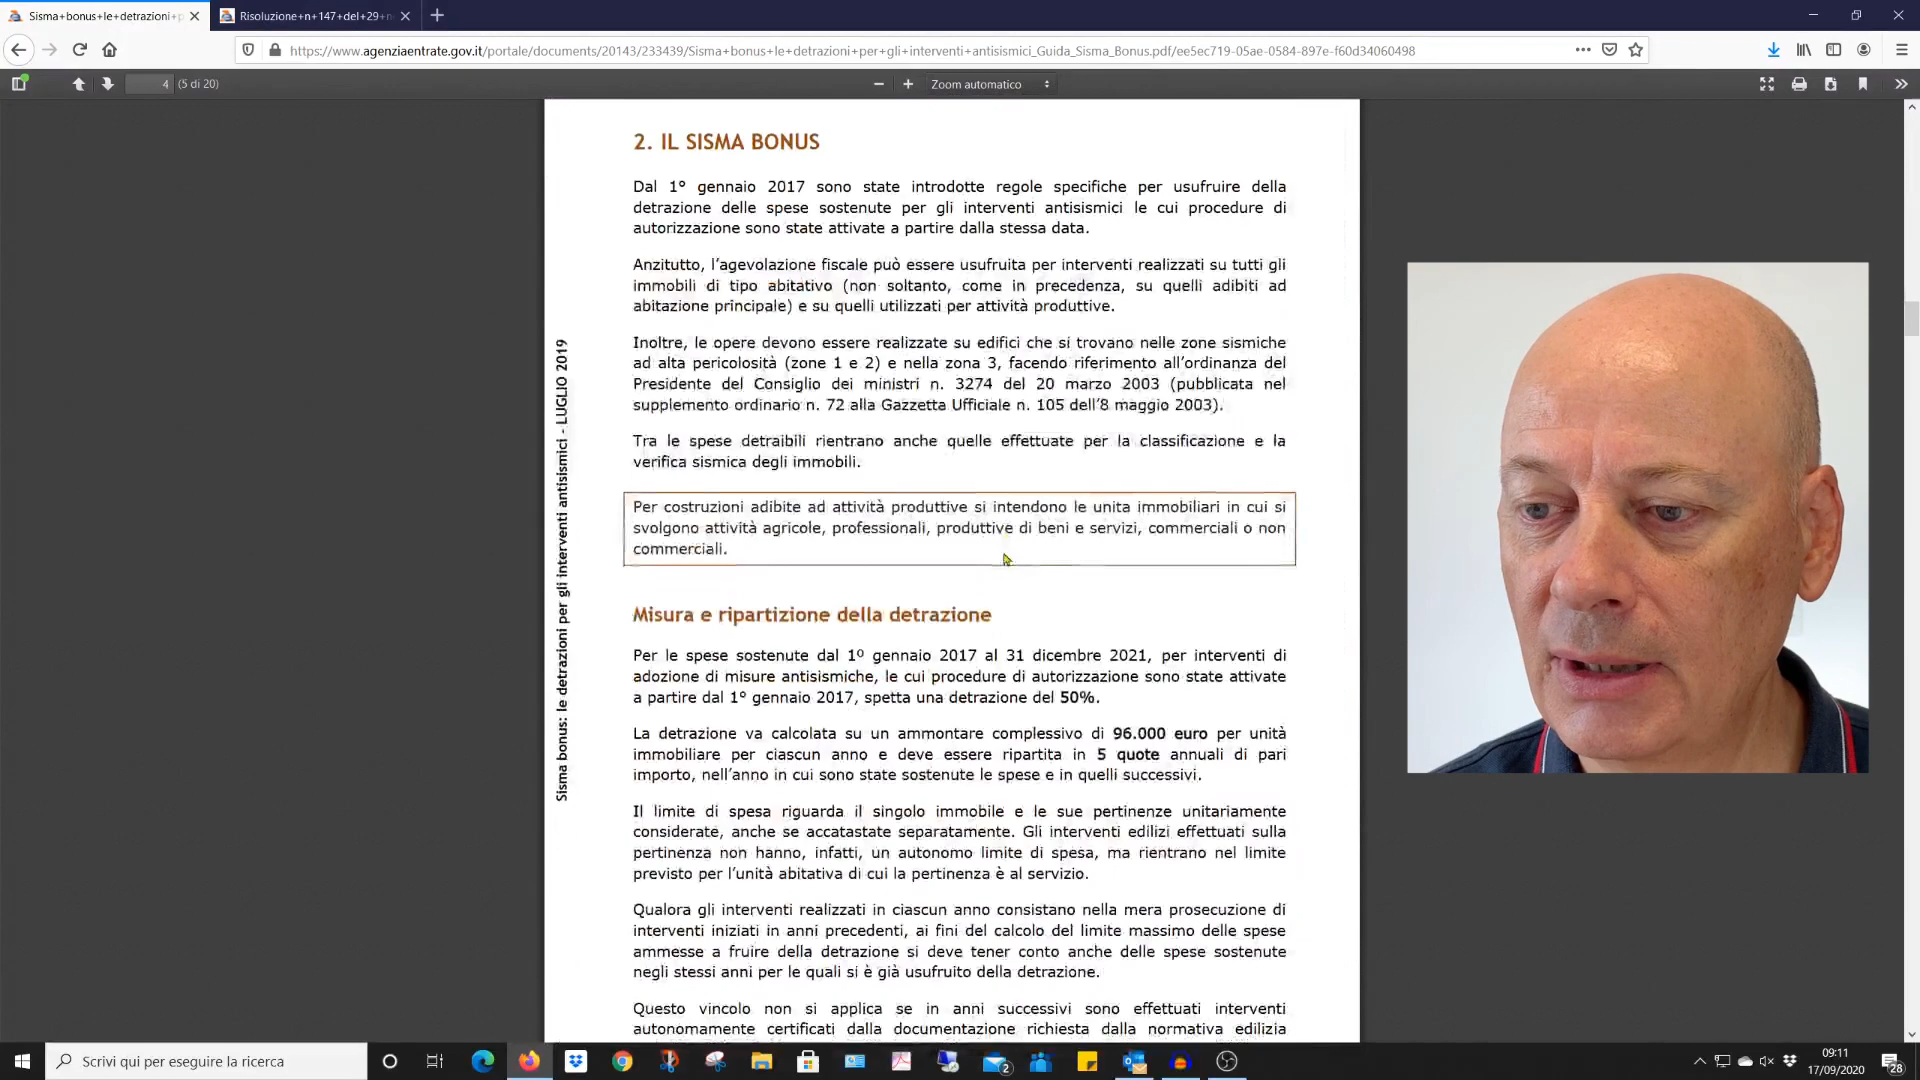 Sisma+bonus+le+detrazioni+p
Risoluzione+n+147+del+29+n
https://www.agenziaentrate.gov.it/portale/documents/20143/233439/Sisma+bonus+le+detrazioni+per+gli+interventi+antisismici_Guida_Sisma_Bonus.pdf/ee5ec719-05ae-0584-897e-f60d34060498
4 (5 di 20)
Zoom automatico
2. IL SISMA BONUS
Dal 1° gennaio 2017 sono state introdotte regole specifiche per usufruire della
detrazione delle spese sostenute per gli interventi antisismici le cui procedure di
autorizzazione sono state attivate a partire dalla stessa data.
Anzitutto, l'agevolazione fiscale può essere usufruita per interventi realizzati su tutti gli
immobili di tipo abitativo (non soltanto, come in precedenza, su quelli adibiti ad
abitazione principale) e su quelli utilizzati per attività produttive.
Inoltre, le opere devono essere realizzate su edifici che si trovano nelle zone sismiche
ad alta pericolosità (zone 1 e 2) e nella zona 3, facendo riferimento all'ordinanza del
Presidente del Consiglio dei ministri n. 3274 del 20 marzo 2003 (pubblicata nel
supplemento ordinario n. 72 alla Gazzetta Ufficiale n. 105 dell'8 maggio 2003).
Tra le spese detraibili rientrano anche quelle effettuate per la classificazione e la
verifica sismica degli immobili.
Per costruzioni adibite ad attività produttive si intendono le unita immobiliari in cui si
svolgono attività agricole, professionali, produttive di beni e servizi, commerciali o non
commerciali.
Misura e ripartizione della detrazione
Per le spese sostenute dal 1º gennaio 2017 al 31 dicembre 2021, per interventi di
adozione di misure antisismiche, le cui procedure di autorizzazione sono state attivate
a partire dal 1° gennaio 2017, spetta una detrazione del 50%.
La detrazione va calcolata su un ammontare complessivo di 96.000 euro per unità
immobiliare per ciascun anno e deve essere ripartita in 5 quote annuali di pari
importo, nell'anno in cui sono state sostenute le spese e in quelli successivi.
Il limite di spesa riguarda il singolo immobile e le sue pertinenze unitariamente
considerate, anche se accatastate separatamente. Gli interventi edilizi effettuati sulla
pertinenza non hanno, infatti, un autonomo limite di spesa, ma rientrano nel limite
previsto per l'unità abitativa di cui la pertinenza è al servizio.
Qualora gli interventi realizzati in ciascun anno consistano nella mera prosecuzione di
interventi iniziati in anni precedenti, ai fini del calcolo del limite massimo delle spese
ammesse a fruire della detrazione si deve tener conto anche delle spese sostenute
negli stessi anni per le quali si è già usufruito della detrazione.
Questo vincolo non si applica se in anni successivi sono effettuati interventi
autonomamente certificati dalla documentazione richiesta dalla normativa edilizia
Sisma bonus: le detrazioni per gli interventi antisismici - LUGLIO 2019
Scrivi qui per eseguire la ricerca
2
09:11
17/09/2020
28